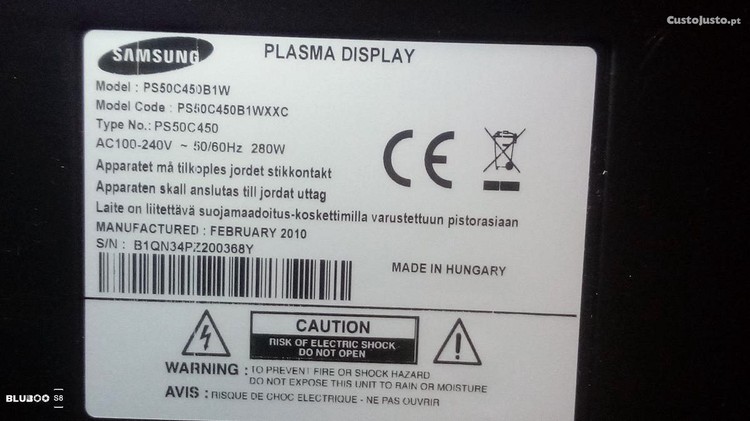 CustoJusto.pt
SAMSUNG
PLASMA DISPLAY
Model : PS50C450B1W
Model Code : PS50C450B1WXXC
Type No.: PS50C450
AC100-240V ~ 50/60Hz 280W
Apparatet må tilkoples jordet stikkontakt
Apparaten skall anslutas till jordat uttag
Laite on liitettävä suojamaadoitus-koskettimilla varustettuun pistorasiaan
MANUFACTURED : FEBRUARY 2010
S/N : B1QN34PZ200368Y
CE
MADE IN HUNGARY
CAUTION
RISK OF ELECTRIC SHOCK
DO NOT OPEN
WARNING : TO PREVENT FIRE OR SHOCK HAZARD
DO NOT EXPOSE THIS UNIT TO RAIN OR MOISTURE
AVIS : RISQUE DE CHOC ELECTRIQUE - NE PAS OUVRIR
BLUBOO S8